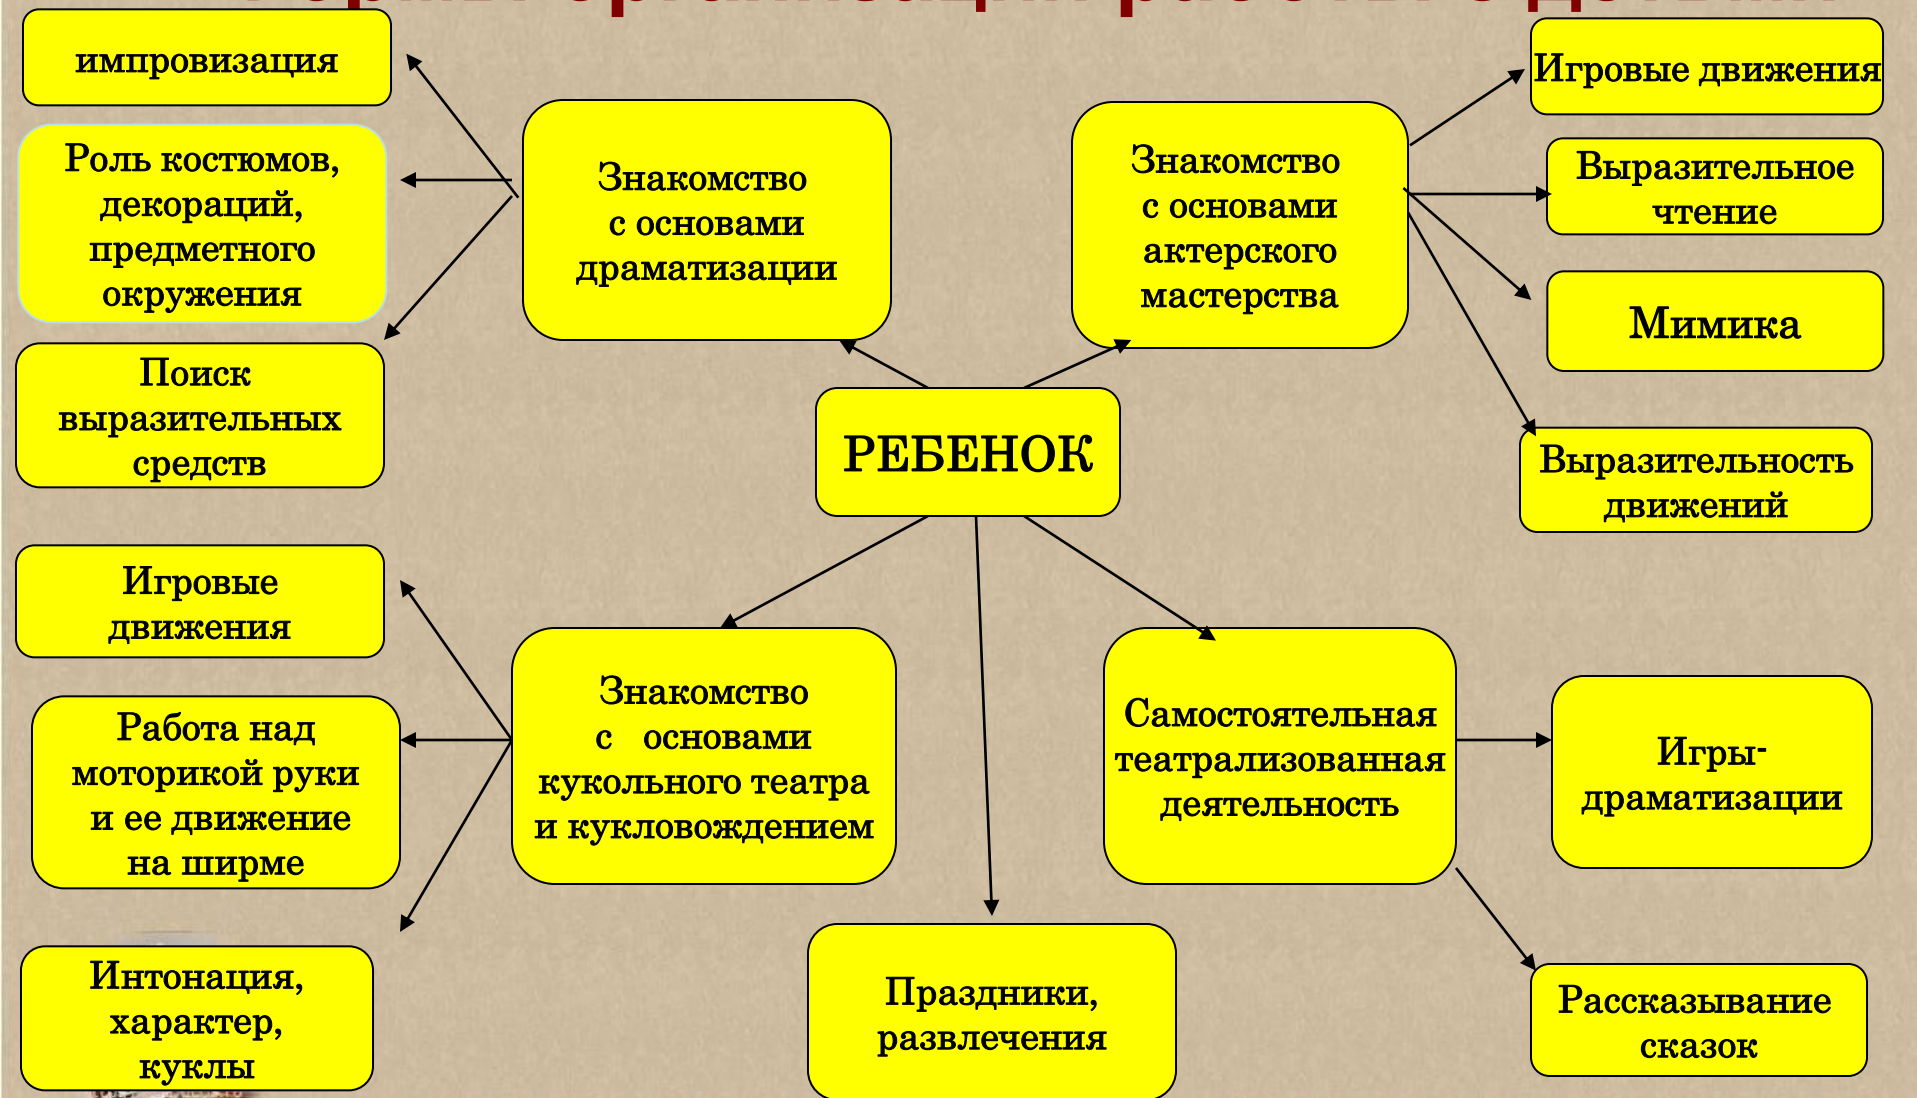 импровизация
Роль костюмов,
декораций,
предметного
окружения
Поиск
выразительных
средств
Знакомство
с основами
драматизации
Знакомство
с основами
актерского
мастерства
Игровые движения
Выразительное
чтение
Мимика
Выразительность
движений
РЕБЕНОК
Игровые
движения
Работа над
моторикой руки
и ее движение
на ширме
Интонация,
характер,
куклы
Знакомство
с основами
кукольного театра
и кукловождением
Праздники,
развлечения
Самостоятельная
театрализованная
деятельность
Игры-
драматизации
Рассказывание
сказок